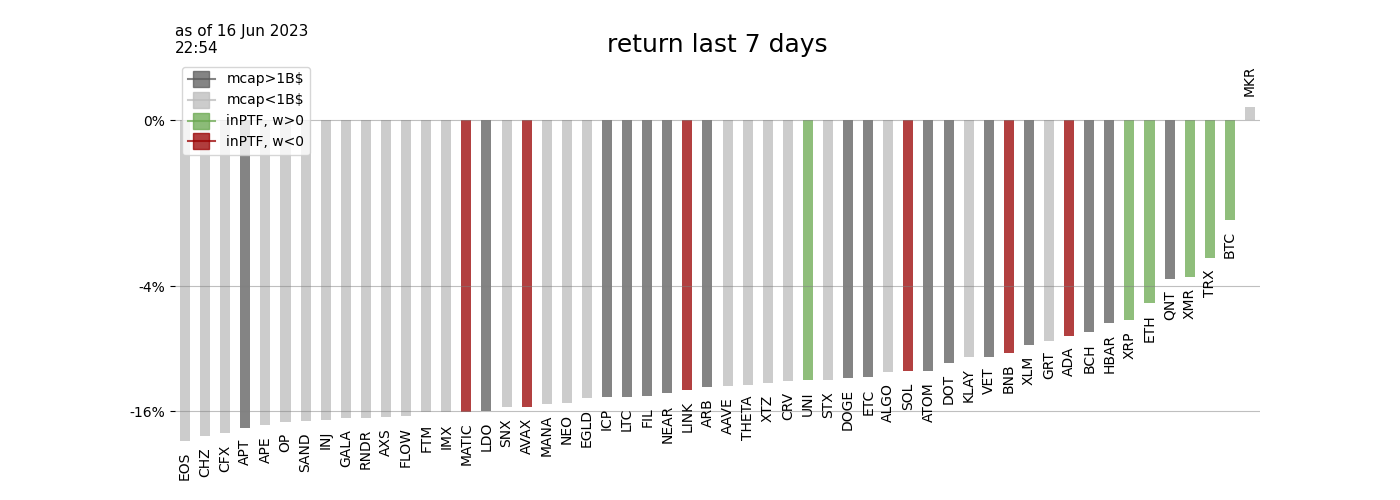 as of 16 Jun 2023
22:54
return last 7 days
mcap>1B$
mcap<1B$
inPTF, w>0
inPTF, w<0
0%
-4%
-16%
EOS
CHZ
CFX
APT
APE
OP
SAND
INJ
GALA
RNDR
AXS
FLOW
FTM
IMX
MATIC
LDO
SNX
AVAX
MANA
NEO
EGLD
ICP
LTC
FIL
NEAR
LINK
ARB
AAVE
THETA
XTZ
CRV
UNI
STX
DOGE
ETC
ALGO
SOL
ATOM
DOT
KLAY
VET
BNB
XLM
GRT
ADA
BCH
HBAR
XRP
ETH
QNT
XMR
TRX
BTC
MKR